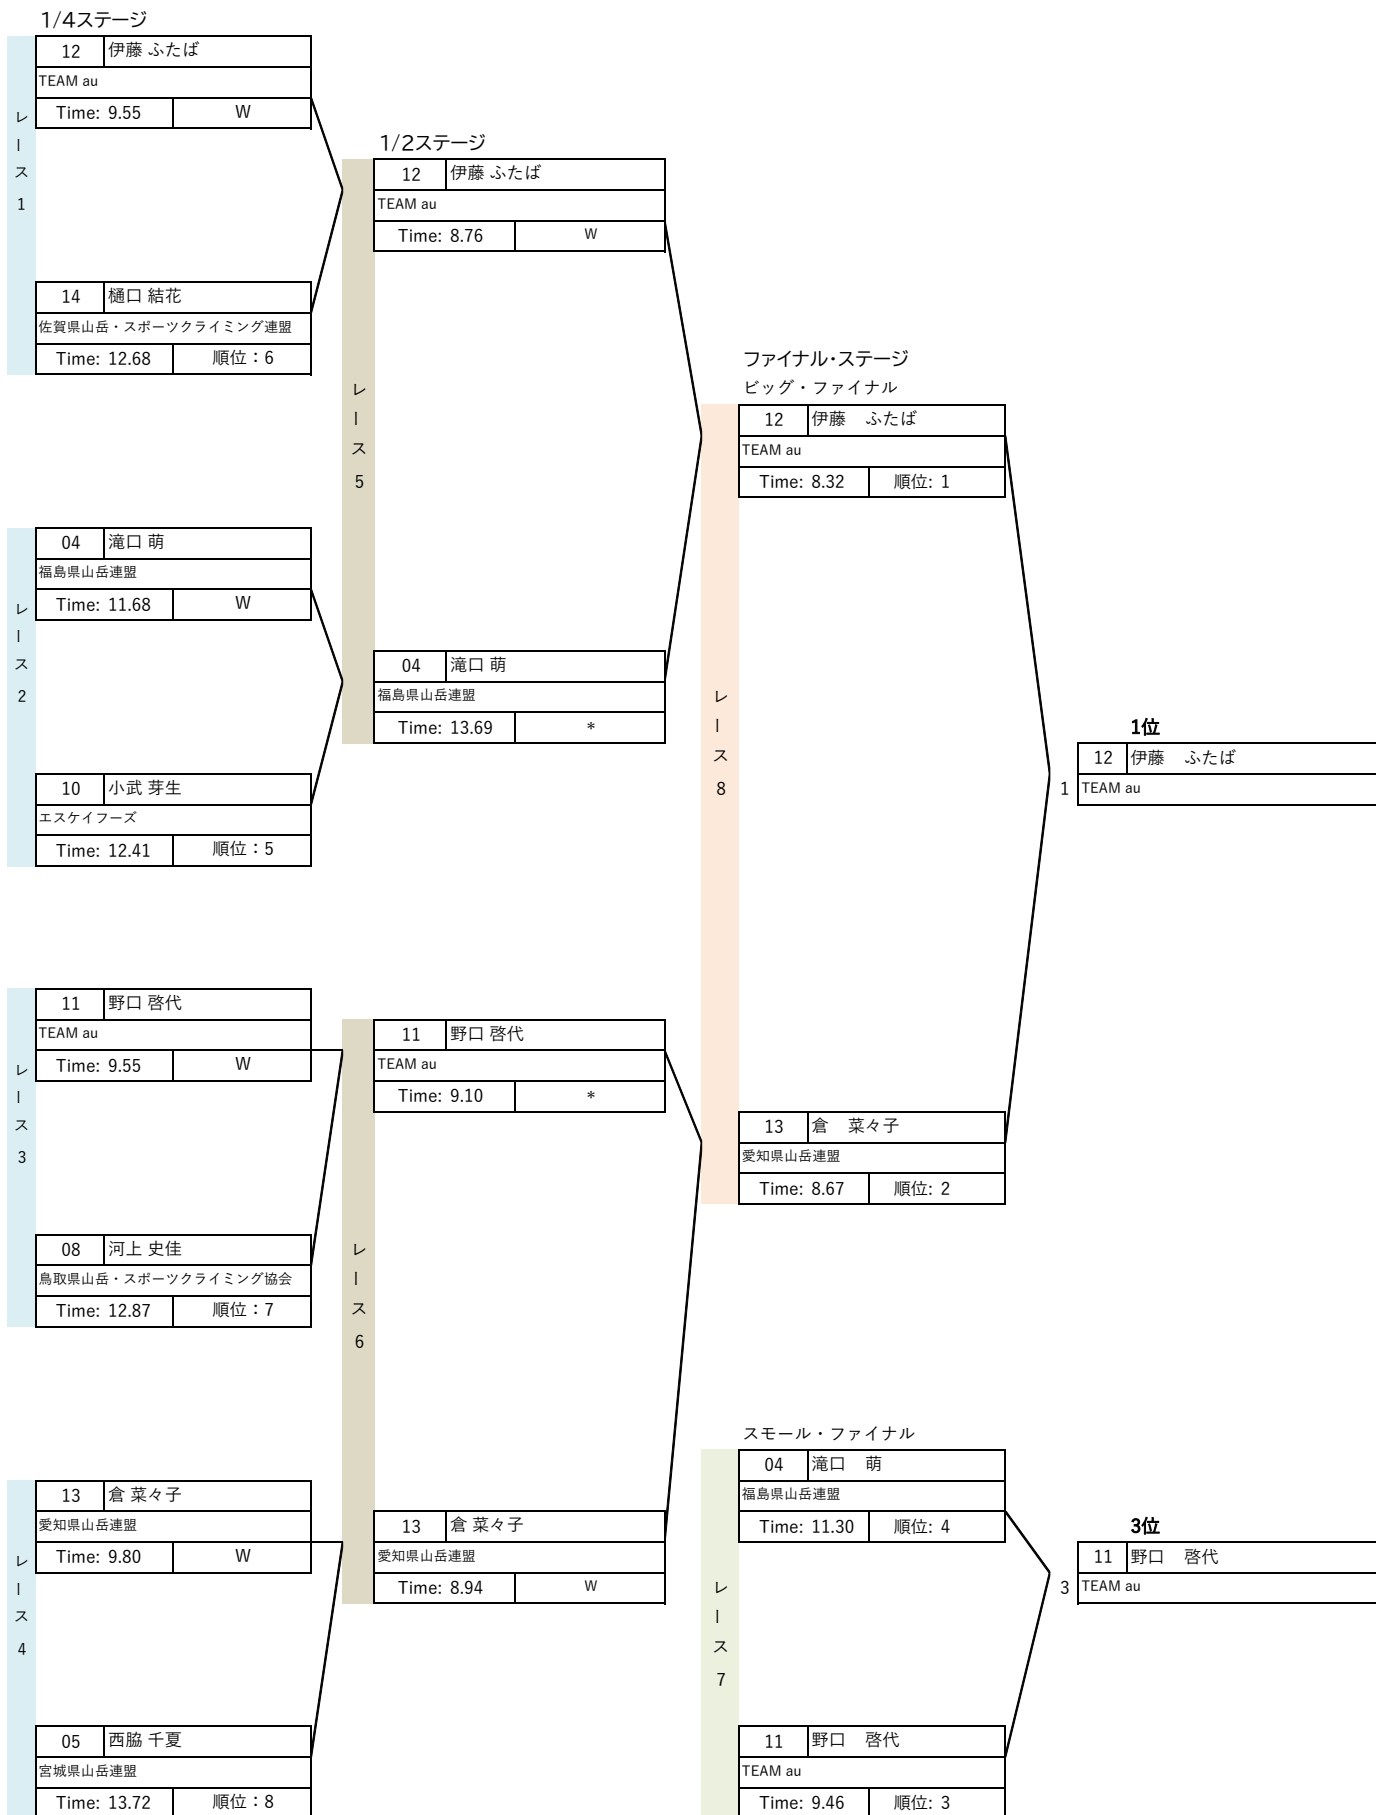 1/4ステージ
レース1
12 伊藤 ふたば
TEAM au
Time: 9.55 W
14 樋口 結花
佐賀県山岳・スポーツクライミング連盟
Time: 12.68 順位：6
レース2
04 滝口 萌
福島県山岳連盟
Time: 11.68 W
10 小武 芽生
エスケイフーズ
Time: 12.41 順位：5
レース3
11 野口 啓代
TEAM au
Time: 9.55 W
08 河上 史佳
鳥取県山岳・スポーツクライミング協会
Time: 12.87 順位：7
レース4
13 倉 菜々子
愛知県山岳連盟
Time: 9.80 W
05 西脇 千夏
宮城県山岳連盟
Time: 13.72 順位：8
1/2ステージ
レース5
12 伊藤 ふたば
TEAM au
Time: 8.76 W
04 滝口 萌
福島県山岳連盟
Time: 13.69 *
レース6
11 野口 啓代
TEAM au
Time: 9.10 *
13 倉 菜々子
愛知県山岳連盟
Time: 8.94 W
ファイナル・ステージ
ビッグ・ファイナル
レース8
12 伊藤　ふたば
TEAM au
Time: 8.32 順位: 1
13 倉　菜々子
愛知県山岳連盟
Time: 8.67 順位: 2
スモール・ファイナル
レース7
04 滝口　萌
福島県山岳連盟
Time: 11.30 順位: 4
11 野口　啓代
TEAM au
Time: 9.46 順位: 3
1位
12 伊藤　ふたば
1 TEAM au
3位
11 野口　啓代
3 TEAM au